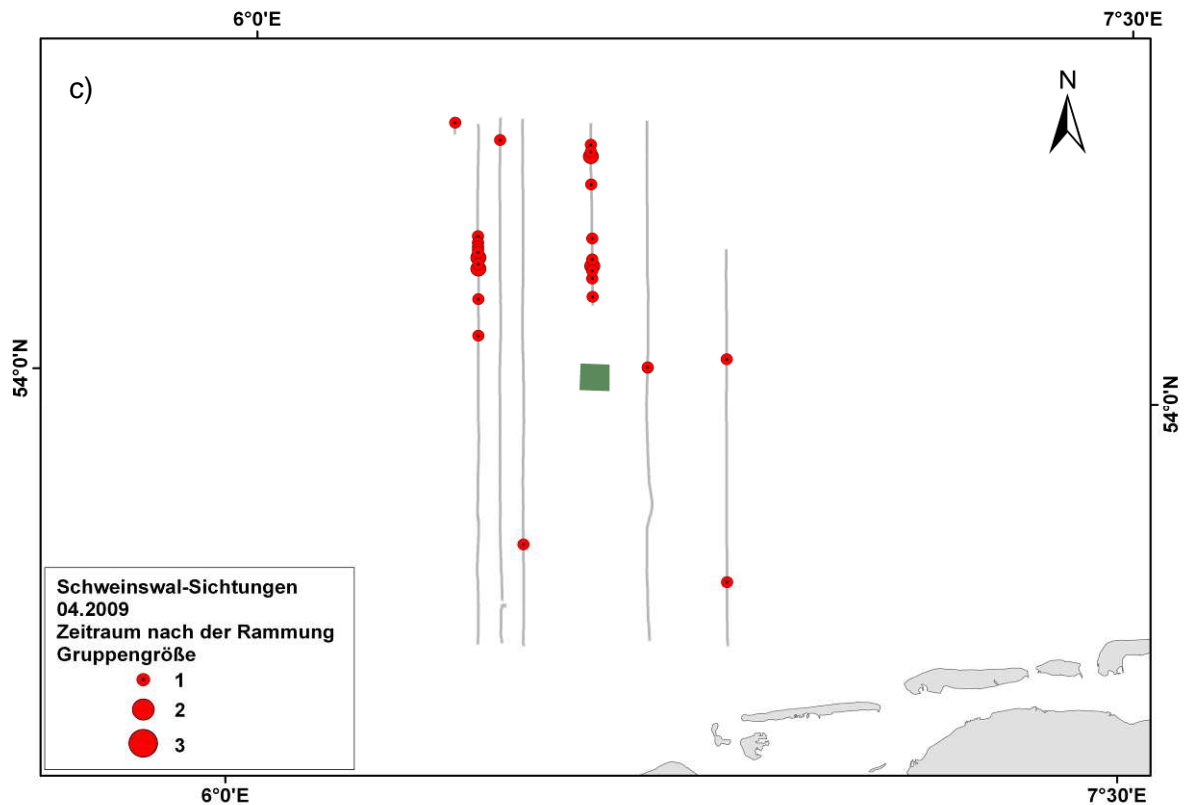 6°0'E
7°30'E
c)
N
54°0'N
54°0'N
Schweinswal-Sichtungen
04.2009
Zeitraum nach der Rammung
Gruppengröße
1
2
3
6°0'E
7°30'E